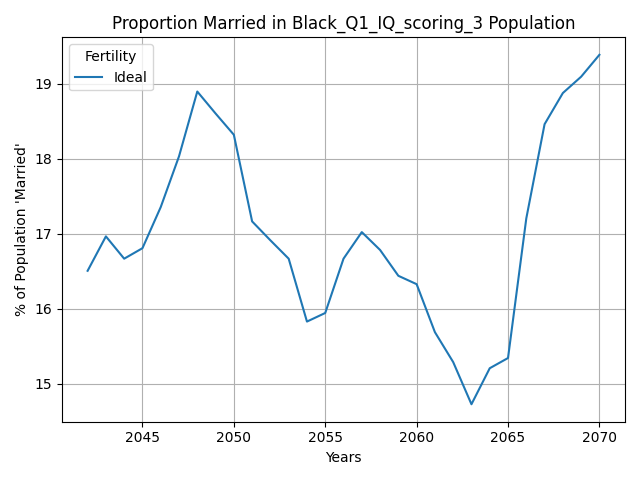 Proportion Married in Black_Q1_IQ_scoring_3 Population
Fertility
Ideal
% of Population 'Married'
19
18
17
16
15
2045 2050 2055 2060 2065 2070
Years